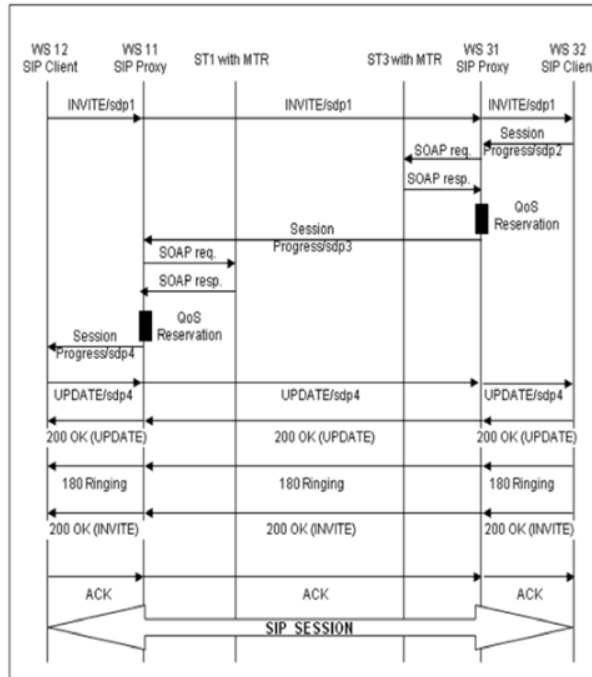 WS 12
SIP Client
WS 11
SIP Proxy
ST1 with MTR
ST3 with MTR
WS 31
SIP Proxy
WS 32
SIP Client
INVITE/sdp1
INVITE/sdp1
INVITE/sdp1
Session
Progress/sdp2
SOAP req.
SOAP resp.
QoS
Reservation
Session
Progress/sdp3
SOAP req.
SOAP resp.
QoS
Reservation
Session
Progress/sdp4
UPDATE/sdp4
UPDATE/sdp4
UPDATE/sdp4
200 OK (UPDATE)
200 OK (UPDATE)
200 OK (UPDATE)
180 Ringing
180 Ringing
180 Ringing
200 OK (INVITE)
200 OK (INVITE)
200 OK (INVITE)
ACK
ACK
ACK
SIP SESSION